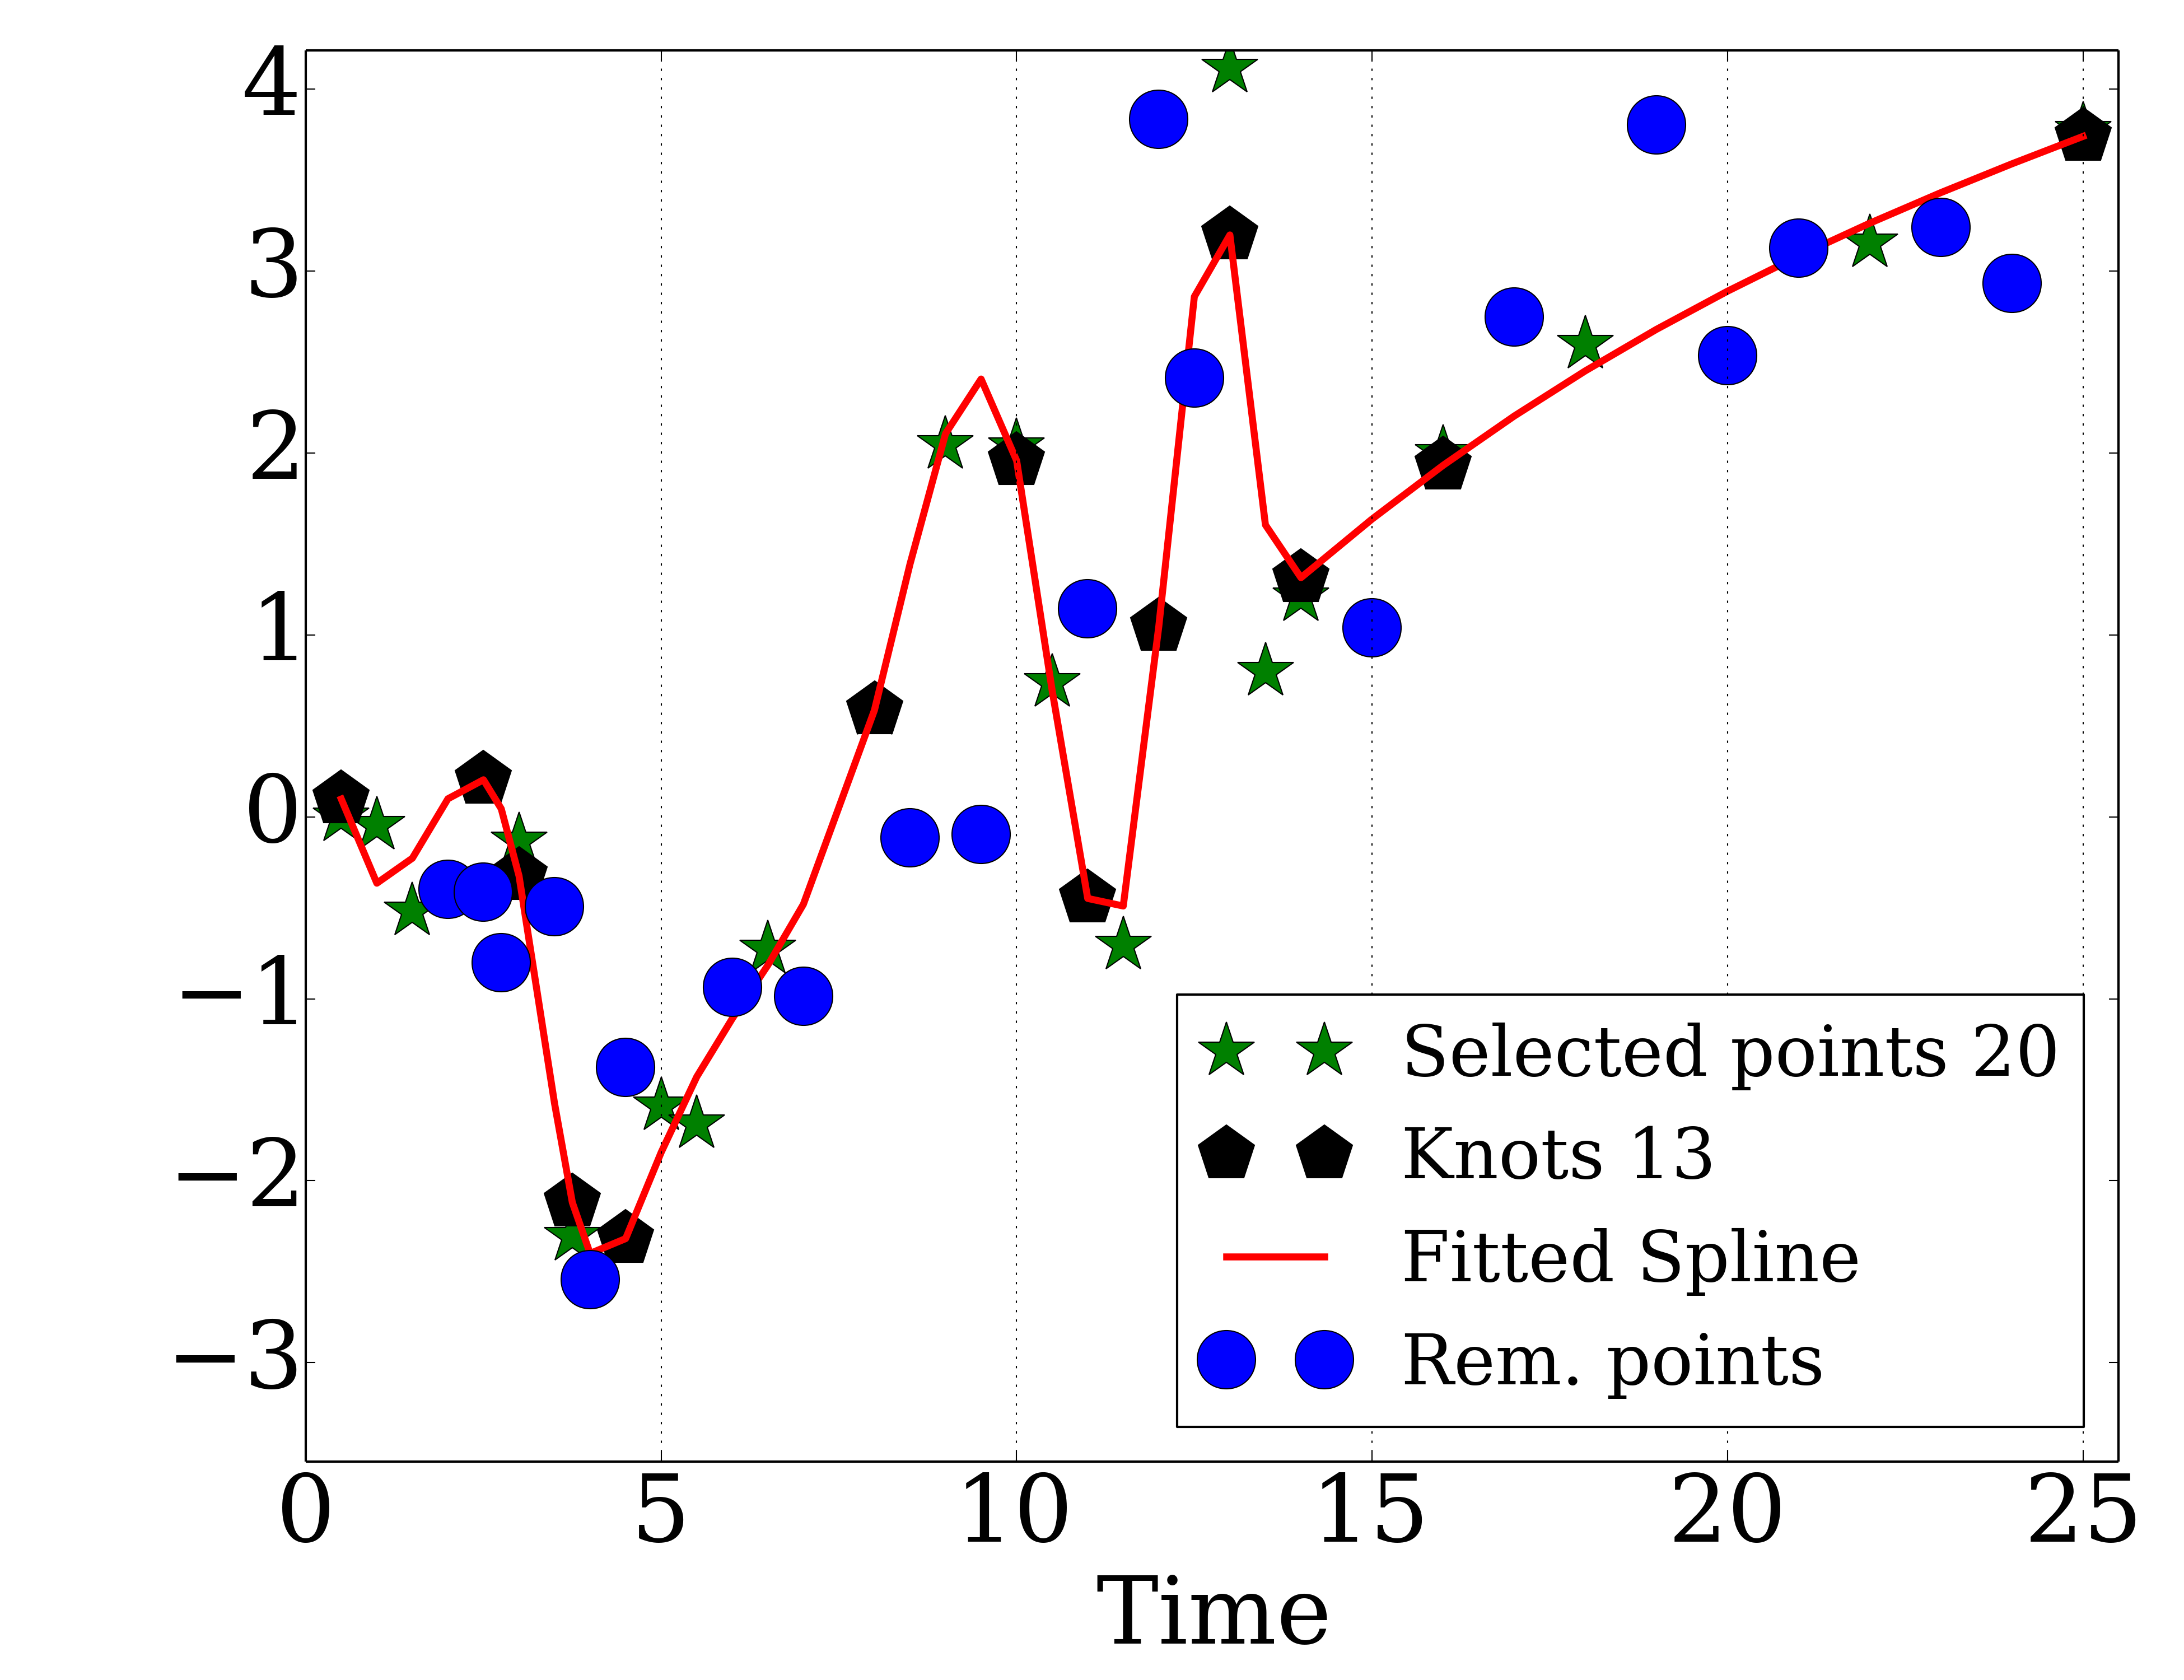 4
3
2
1
0
−1
−2
−3
Selected points 20
Knots 13
Fitted Spline
Rem. points
0 5 10 15 20 25
Time